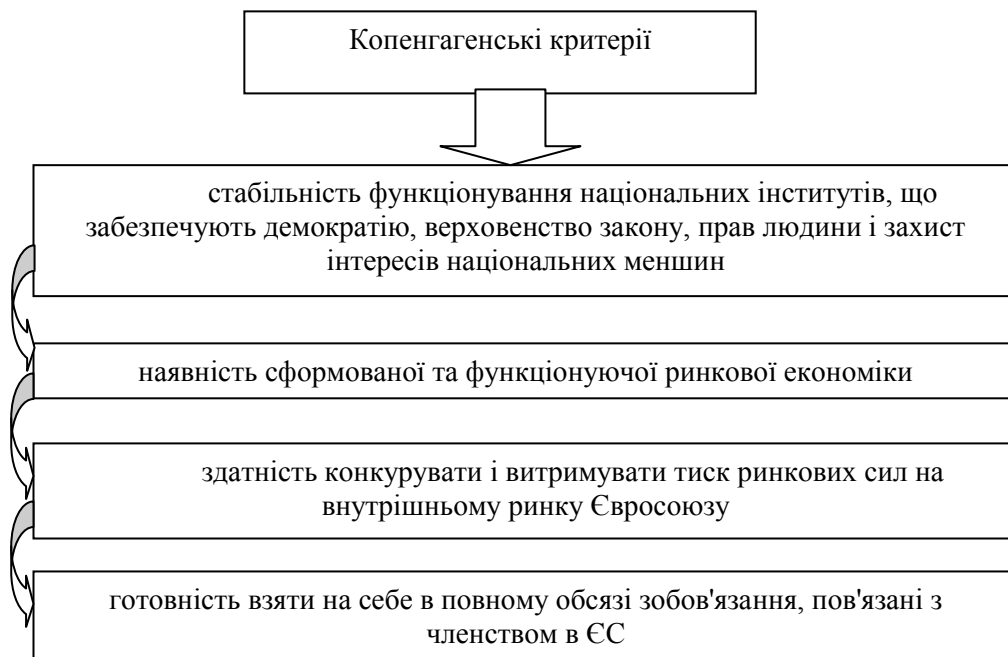 Копенгагенські критерії
стабільність функціонування національних інститутів, що
забезпечують демократію, верховенство закону, прав людини і захист
інтересів національних меншин
наявність сформованої та функціонуючої ринкової економіки
здатність конкурувати і витримувати тиск ринкових сил на
внутрішньому ринку Євросоюзу
готовність взяти на себе в повному обсязі зобов'язання, пов'язані з
членством в ЄС